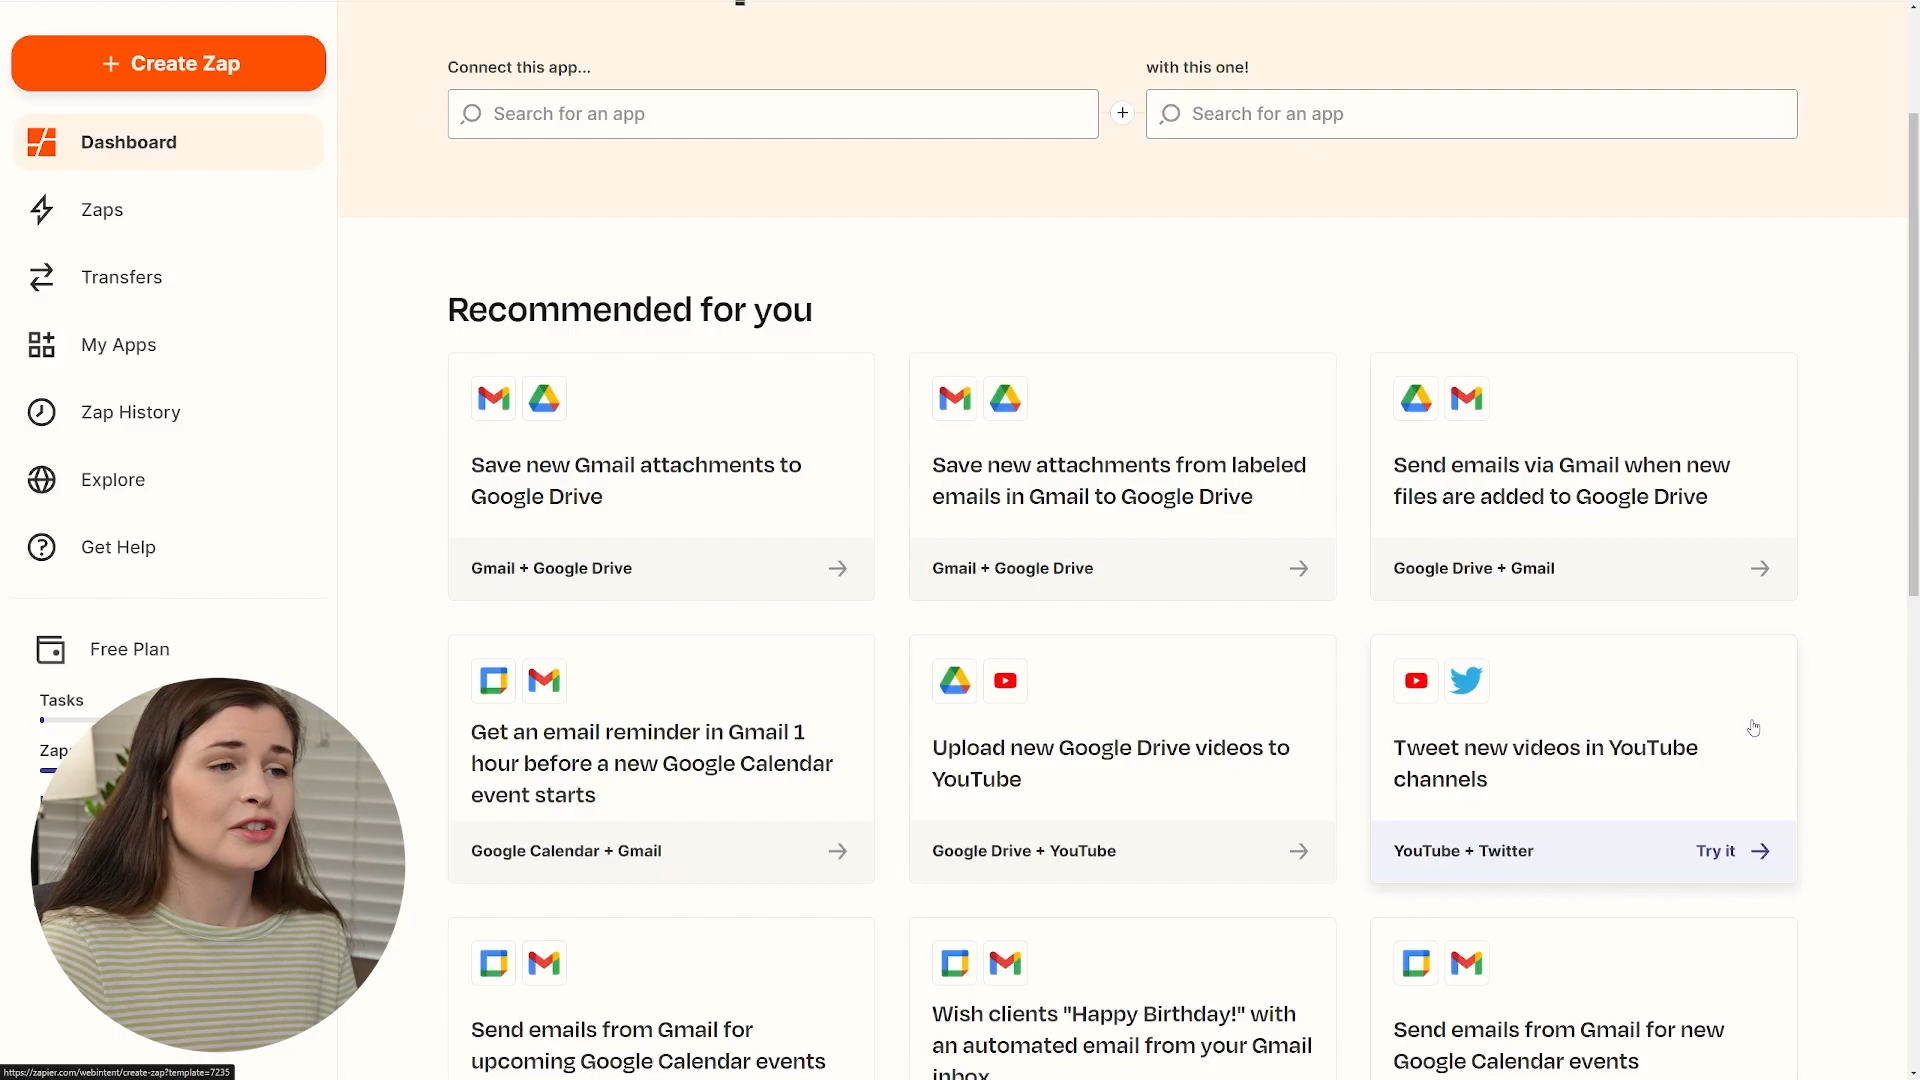 Create Zap
Dashboard
Zaps
Transfers
My Apps
Zap History
Explore
Get Help
Free Plan
Tasks
Connect this app...
Search for an app
+
with this one!
Search for an app
Recommended for you
Save new Gmail attachments to
Google Drive
Gmail + Google Drive
Save new attachments from labeled
emails in Gmail to Google Drive
Gmail + Google Drive
Send emails via Gmail when new
files are added to Google Drive
Google Drive + Gmail
Get an email reminder in Gmail 1
hour before a new Google Calendar
event starts
Google Calendar + Gmail
Upload new Google Drive videos to
YouTube
Google Drive + YouTube
Tweet new videos in YouTube
channels
YouTube + Twitter
Try it
Send emails from Gmail for
upcoming Google Calendar events
Wish clients "Happy Birthday!" with
an automated email from your Gmail
inbox
Send emails from Gmail for new
Google Calendar events
https://zapier.com/webintent/create-zap?template=7235